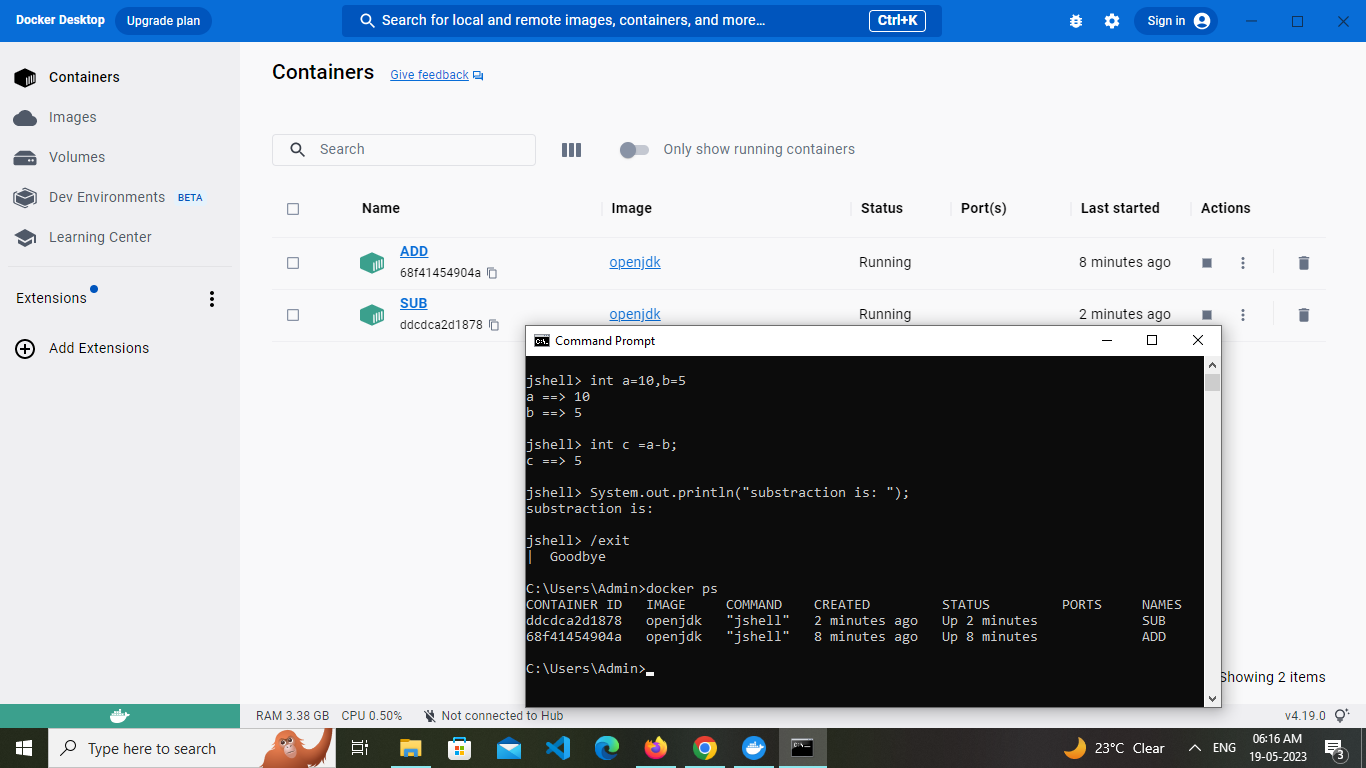 Docker Desktop Upgrade plan Search for local and remote images, containers, and more... Ctrl+K Sign in
Containers
Images
Volumes
Dev Environments BETA
Learning Center
Extensions
Add Extensions
Containers Give feedback
Search Only show running containers
Name Image Status Port(s) Last started Actions
ADD
68f41454904a openjdk Running 8 minutes ago
SUB
ddcdca2d1878 openjdk Running 2 minutes ago
Command Prompt
jshell> int a=10,b=5
a ==> 10
b ==> 5
jshell> int c =a-b;
c ==> 5
jshell> System.out.println("substraction is: ");
substraction is:
jshell> /exit
|  Goodbye
C:\Users\Admin>docker ps
CONTAINER ID   IMAGE     COMMAND    CREATED         STATUS         PORTS     NAMES
ddcdca2d1878   openjdk   "jshell"   2 minutes ago   Up 2 minutes             SUB
68f41454904a   openjdk   "jshell"   8 minutes ago   Up 8 minutes             ADD
C:\Users\Admin>
Showing 2 items
RAM 3.38 GB CPU 0.50% Not connected to Hub v4.19.0
Type here to search 23°C Clear ENG 06:16 AM
19-05-2023 3